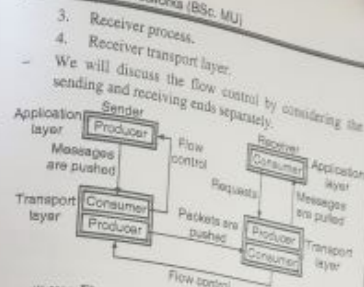 (BSc. MU)
3. Receiver process.
4. Receiver transport layer.
– We will discuss the flow control by considering the
sending and receiving ends separately.
Sender
Application layer
Producer
Flow control
Messages are pushed
Receiver
Consumer
Application layer
Requests
Messages are pulled
Transport layer
Consumer
Producer
Packets are pushed
Producer
Consumer
Transport layer
Flow control